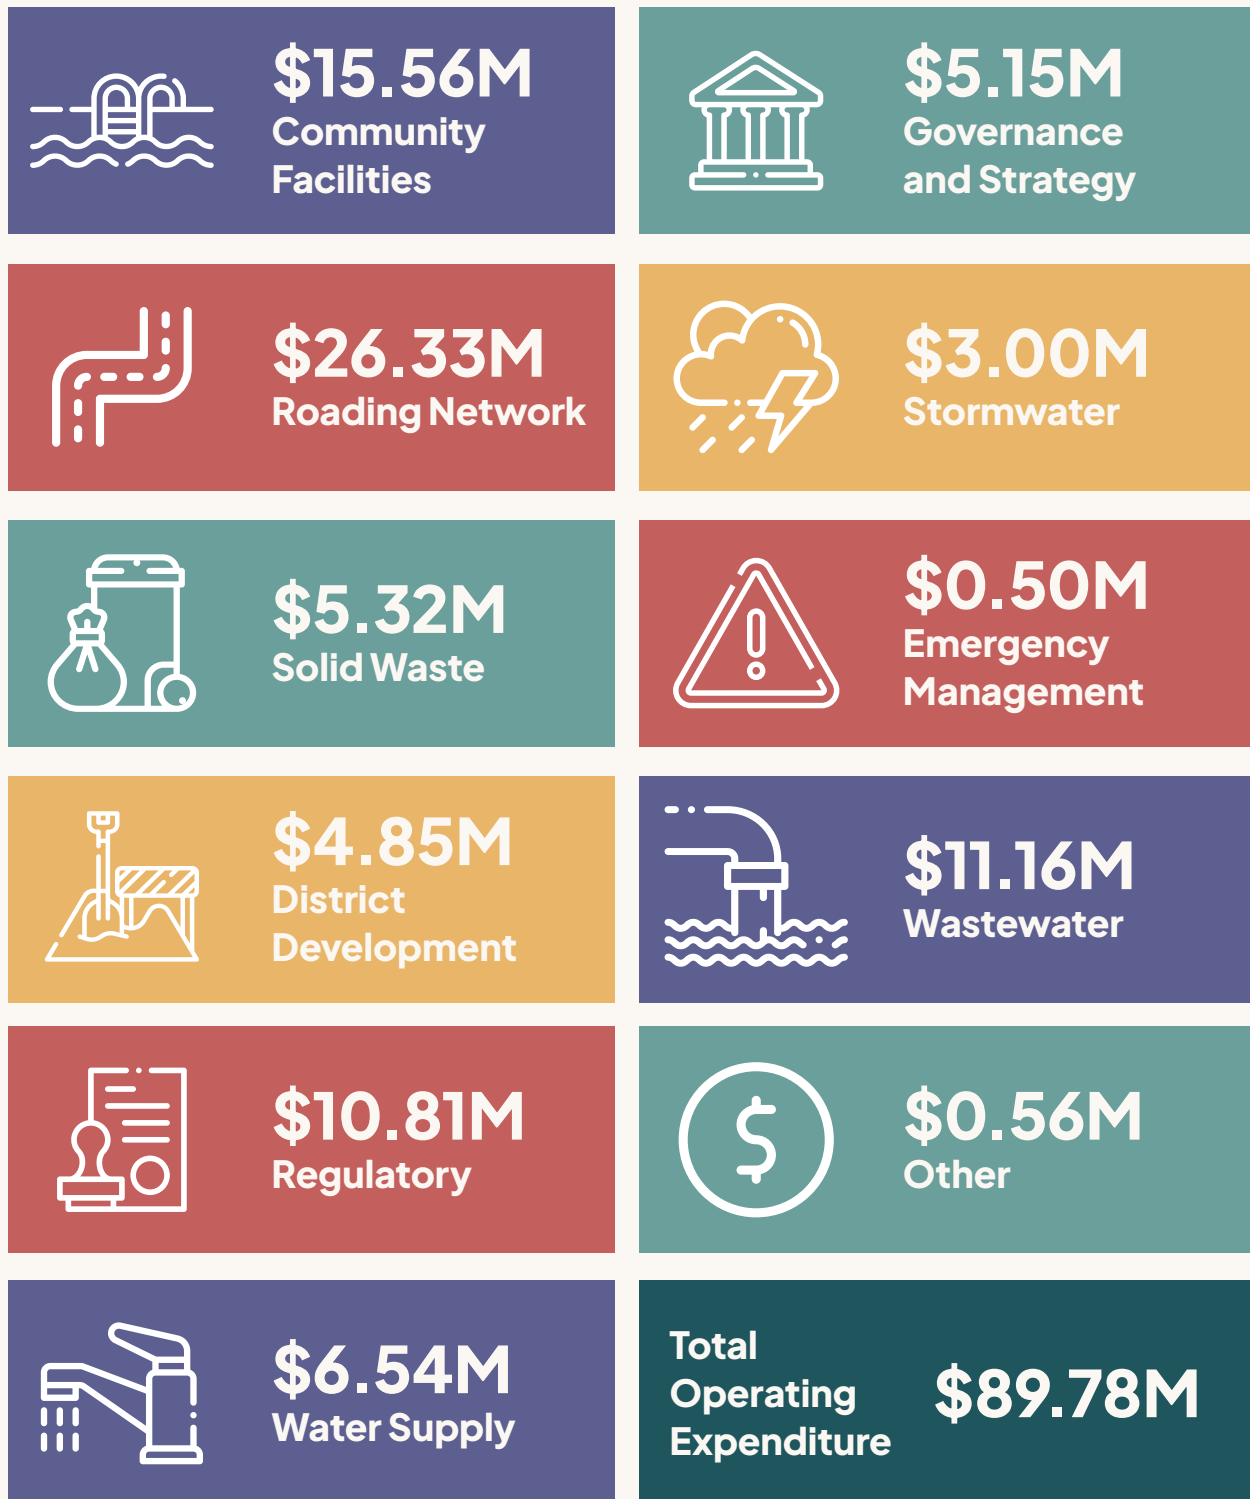 $15.56M
Community
Facilities
$5.15M
Governance
and Strategy
$26.33M
Roading Network
$3.00M
Stormwater
$5.32M
Solid Waste
$0.50M
Emergency
Management
$4.85M
District
Development
$11.16M
Wastewater
$10.81M
Regulatory
$0.56M
Other
$6.54M
Water Supply
Total
Operating
Expenditure
$89.78M